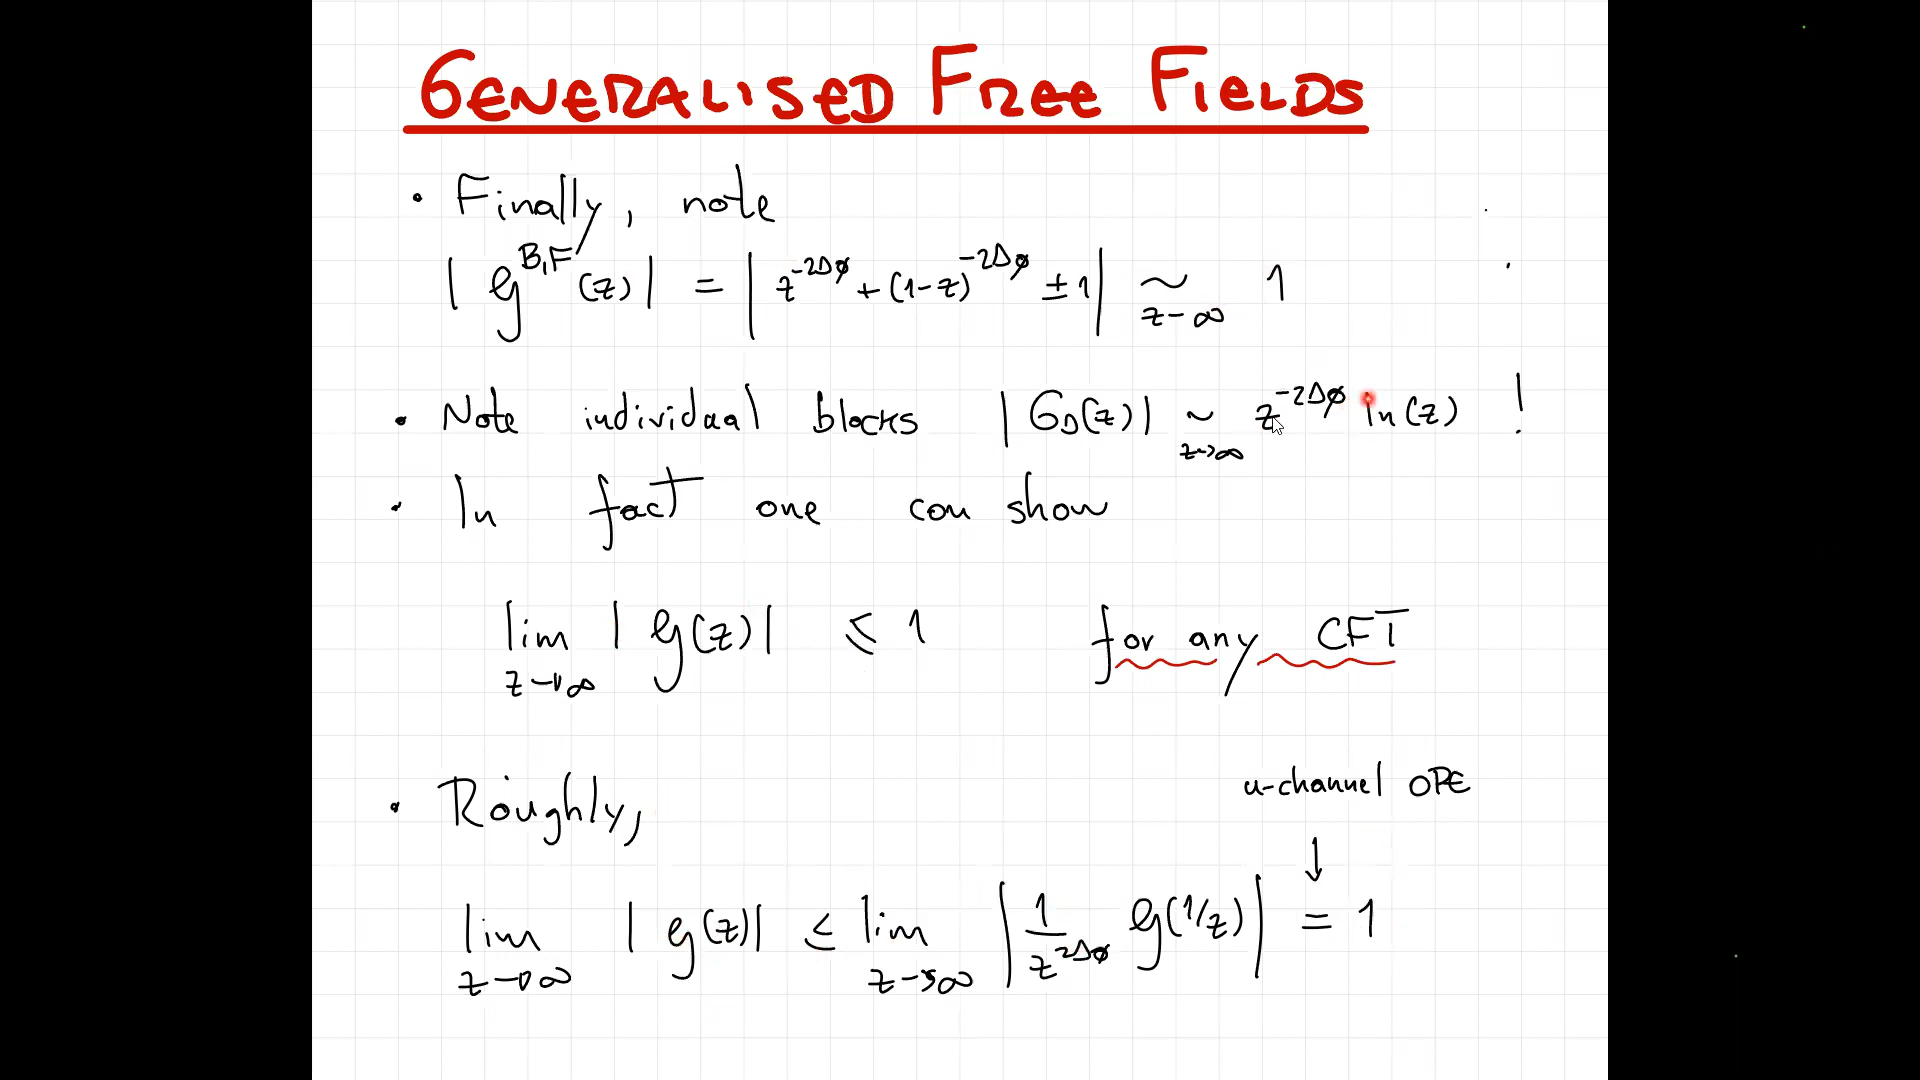 GENERALISED FREE FIELDS
• Finally, note
|𝒢^{B,F}(z)| = |z^{-2Δϕ} + (1-z)^{-2Δϕ} ± 1| ~_{z→∞} 1
• Note individual blocks |G_Δ(z)| ~_{z→∞} z^{-2Δϕ} ln(z) !
• In fact one can show
lim_{z→∞} |𝒢(z)| ≤ 1 for any CFT
u-channel OPE
• Roughly, ↓
lim_{z→∞} |𝒢(z)| ≤ lim_{z→∞} |1/z^{2Δϕ} 𝒢(1/z)| = 1